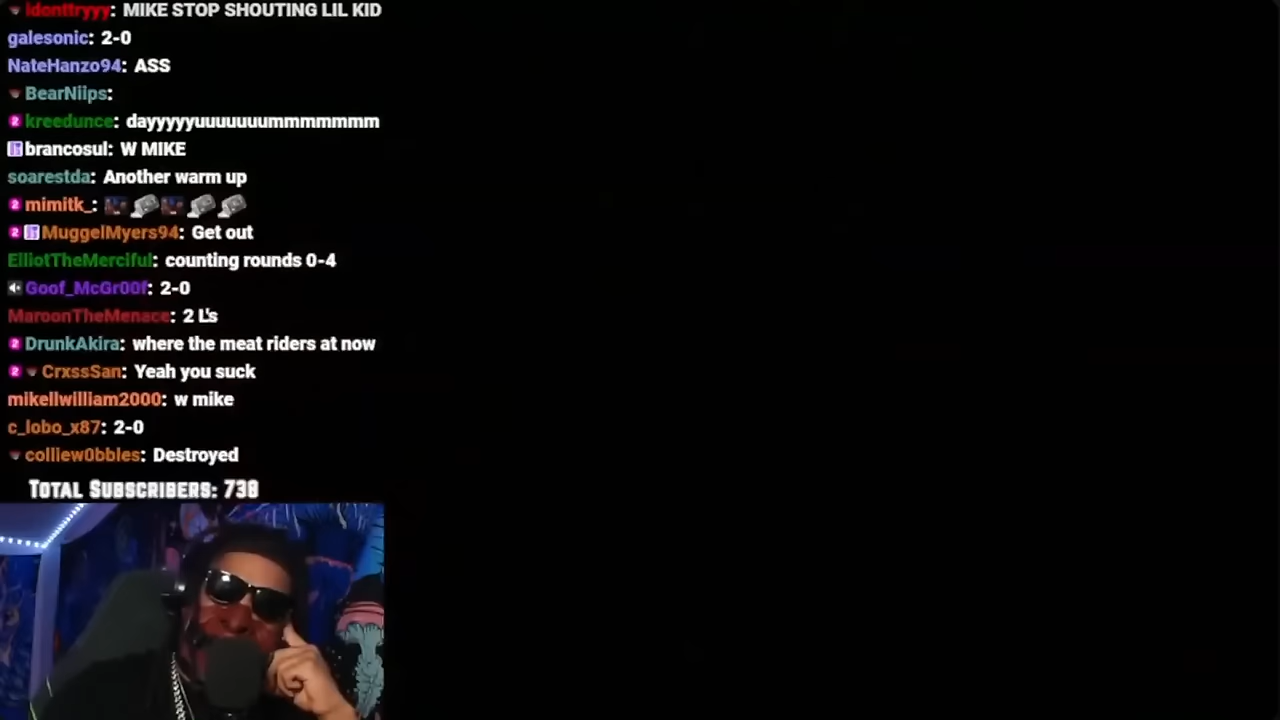 idonttryyy: MIKE STOP SHOUTING LIL KID
galesonic: 2-0
NateHanzo94: ASS
BearNiips:
kreedunce: dayyyyyuuuuuuummmmmmm
brancosul: W MIKE
soarestda: Another warm up
mimitk_:
MuggelMyers94: Get out
ElliotTheMerciful: counting rounds 0-4
Goof_McGr00f: 2-0
MaroonTheMenace: 2 L's
DrunkAkira: where the meat riders at now
CrxssSan: Yeah you suck
mikellwilliam2000: w mike
c_lobo_x87: 2-0
colliew0bbles: Destroyed
TOTAL SUBSCRIBERS: 738